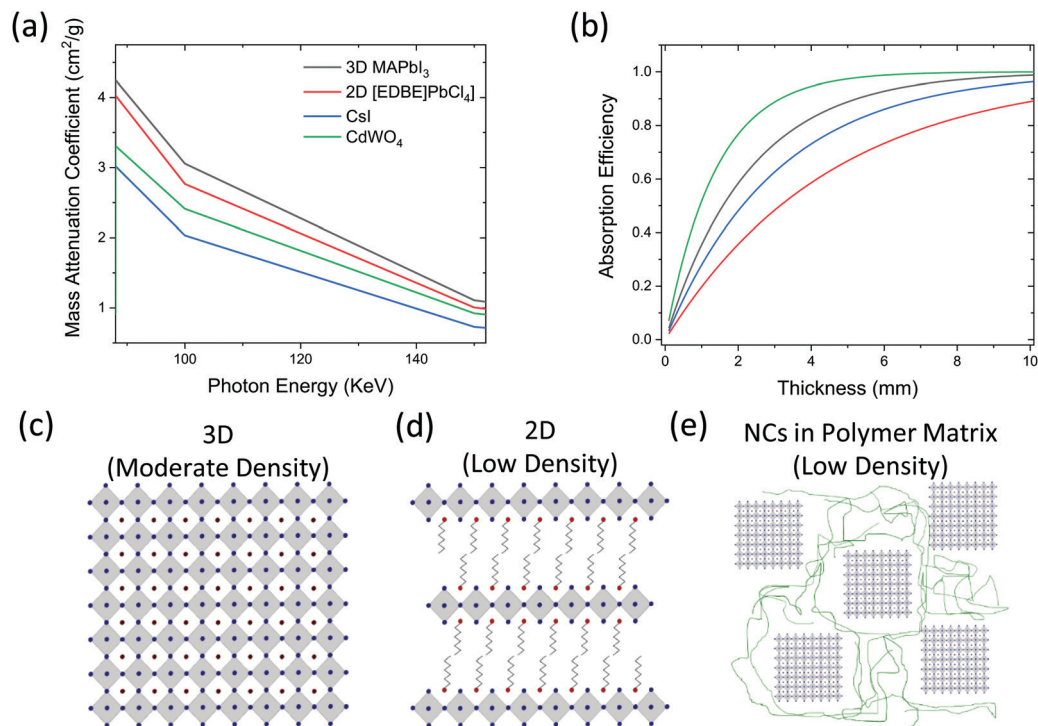 (a)
Mass Attenuation Coefficient (cm²/g)
4
3
2
1
100
120
140
Photon Energy (KeV)
3D MAPbI₃
2D [EDBE]PbCl₄]
CsI
CdWO₄
(b)
Absorption Efficiency
1.0
0.8
0.6
0.4
0.2
0.0
0
2
4
6
8
10
Thickness (mm)
(c)
3D
(Moderate Density)
(d)
2D
(Low Density)
(e)
NCs in Polymer Matrix
(Low Density)